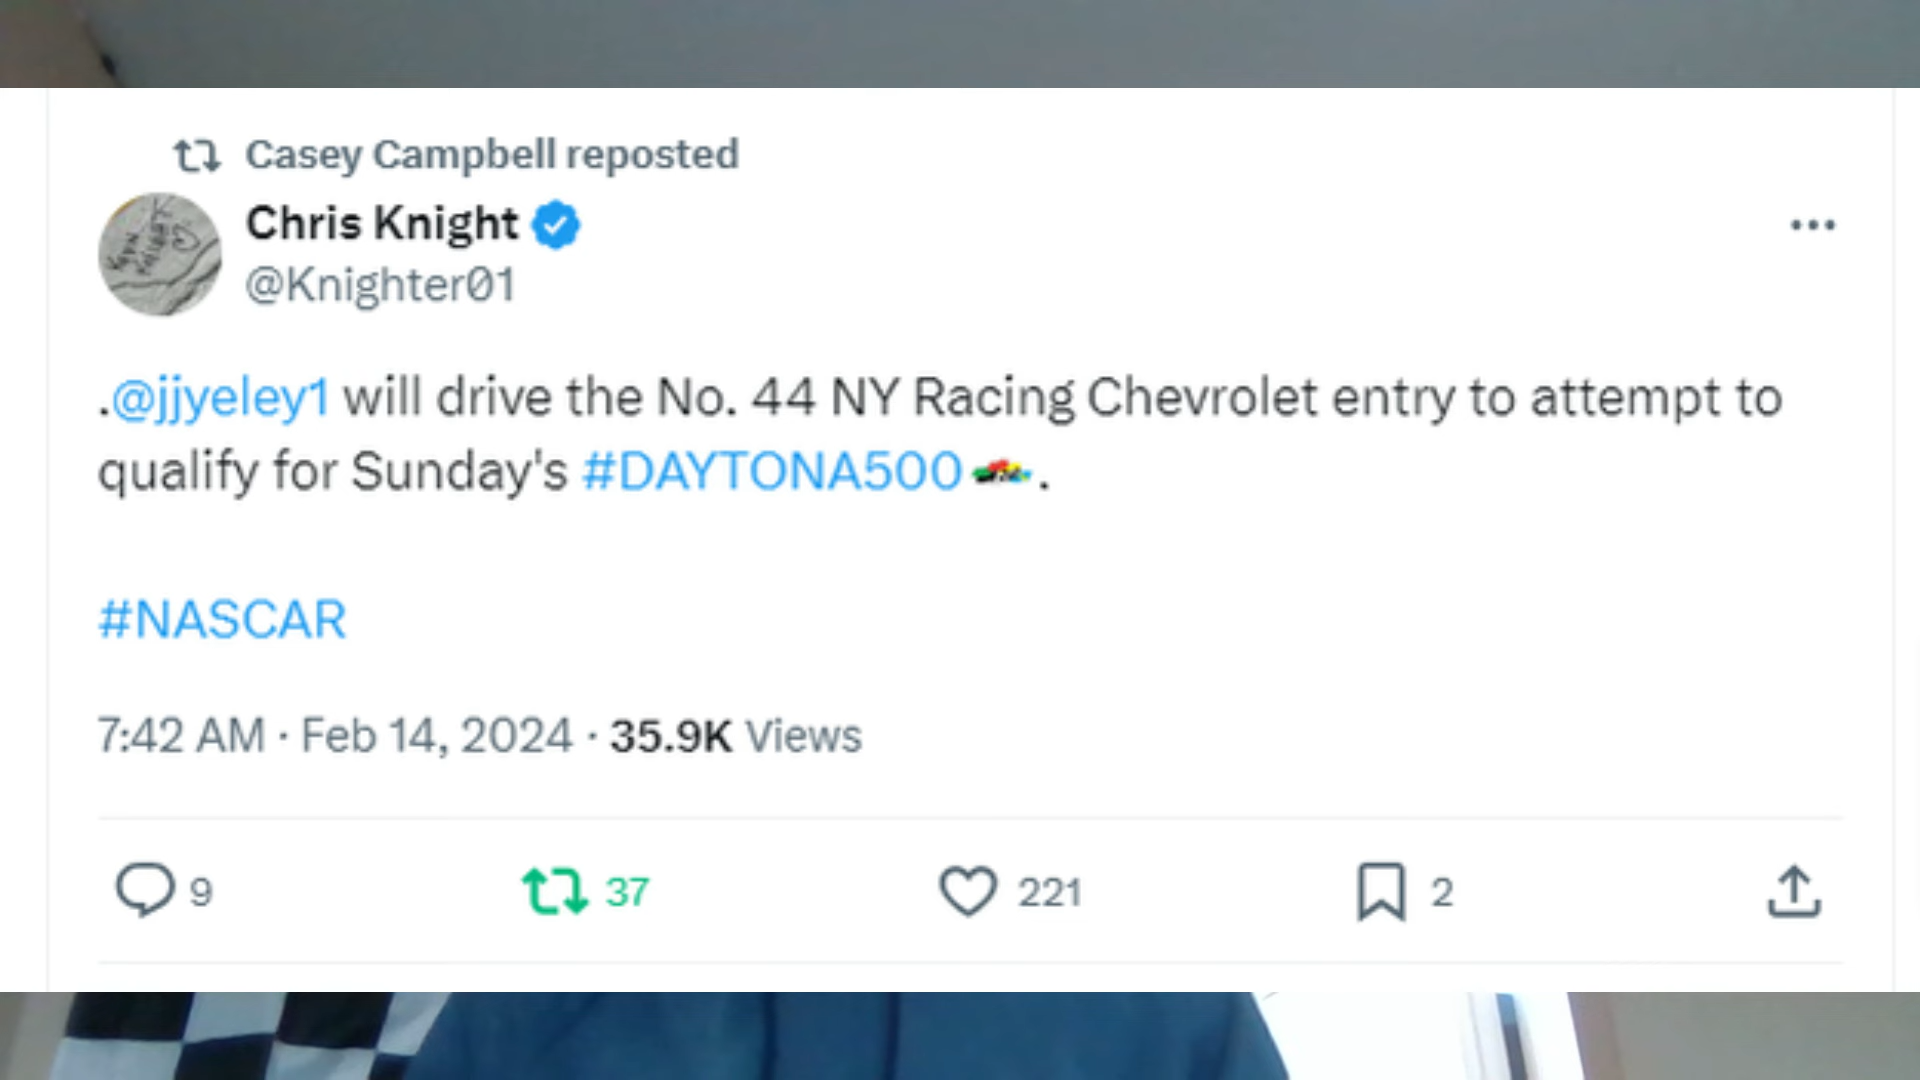 Casey Campbell reposted
Chris Knight
@Knighter01
.@jjyeley1 will drive the No. 44 NY Racing Chevrolet entry to attempt to
qualify for Sunday's #DAYTONA500.
#NASCAR
7:42 AM · Feb 14, 2024 · 35.9K Views
9 37 221 2